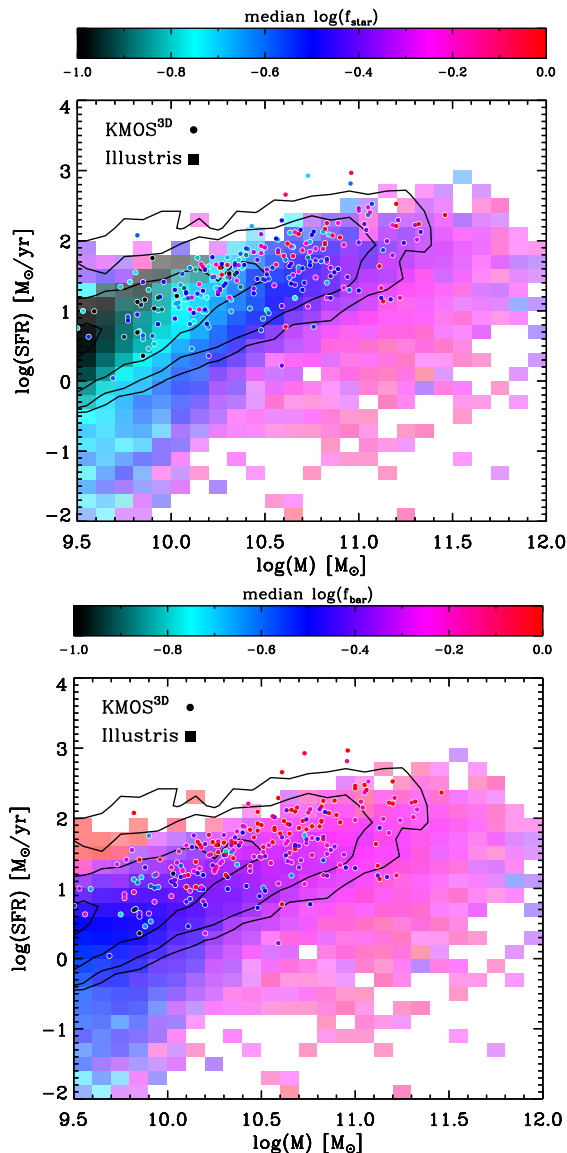 median log(f_star)
-1.0 -0.8 -0.6 -0.4 -0.2 0.0
4
KMOS^3D
3
Illustris
2
1
0
-1
-2
log(SFR) [M_⊙/yr]
9.5 10.0 10.5 11.0 11.5 12.0
log(M) [M_⊙]
median log(f_bar)
-1.0 -0.8 -0.6 -0.4 -0.2 0.0
4
KMOS^3D
3
Illustris
2
1
0
-1
-2
log(SFR) [M_⊙/yr]
9.5 10.0 10.5 11.0 11.5 12.0
log(M) [M_⊙]